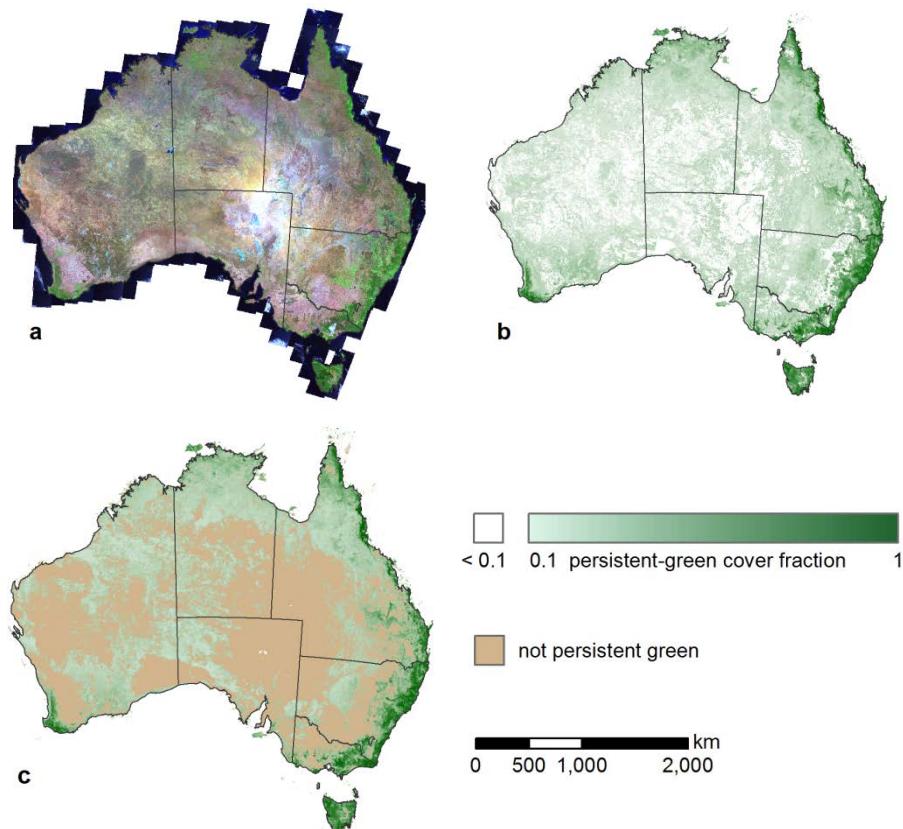 a
b
< 0.1
0.1 persistent-green cover fraction 1
not persistent green
km
0 500 1,000 2,000
c